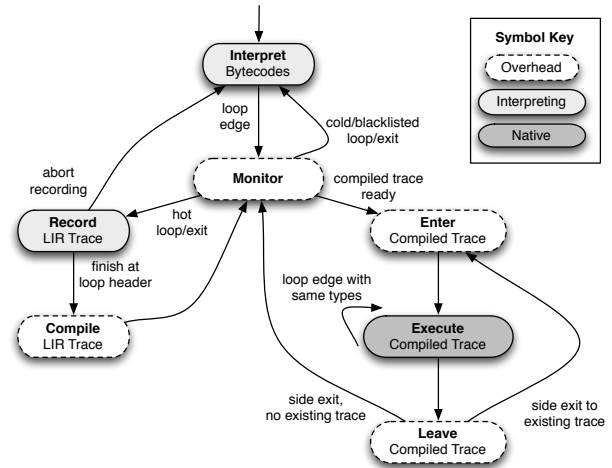 Symbol Key
Overhead
Interpreting
Native
Interpret
Bytecodes
loop
edge
cold/blacklisted
loop/exit
abort
recording
Monitor
compiled trace
ready
Record
LIR Trace
hot
loop/exit
Enter
Compiled Trace
finish at
loop header
loop edge with
same types
Compile
LIR Trace
Execute
Compiled Trace
side exit,
no existing trace
side exit to
existing trace
Leave
Compiled Trace